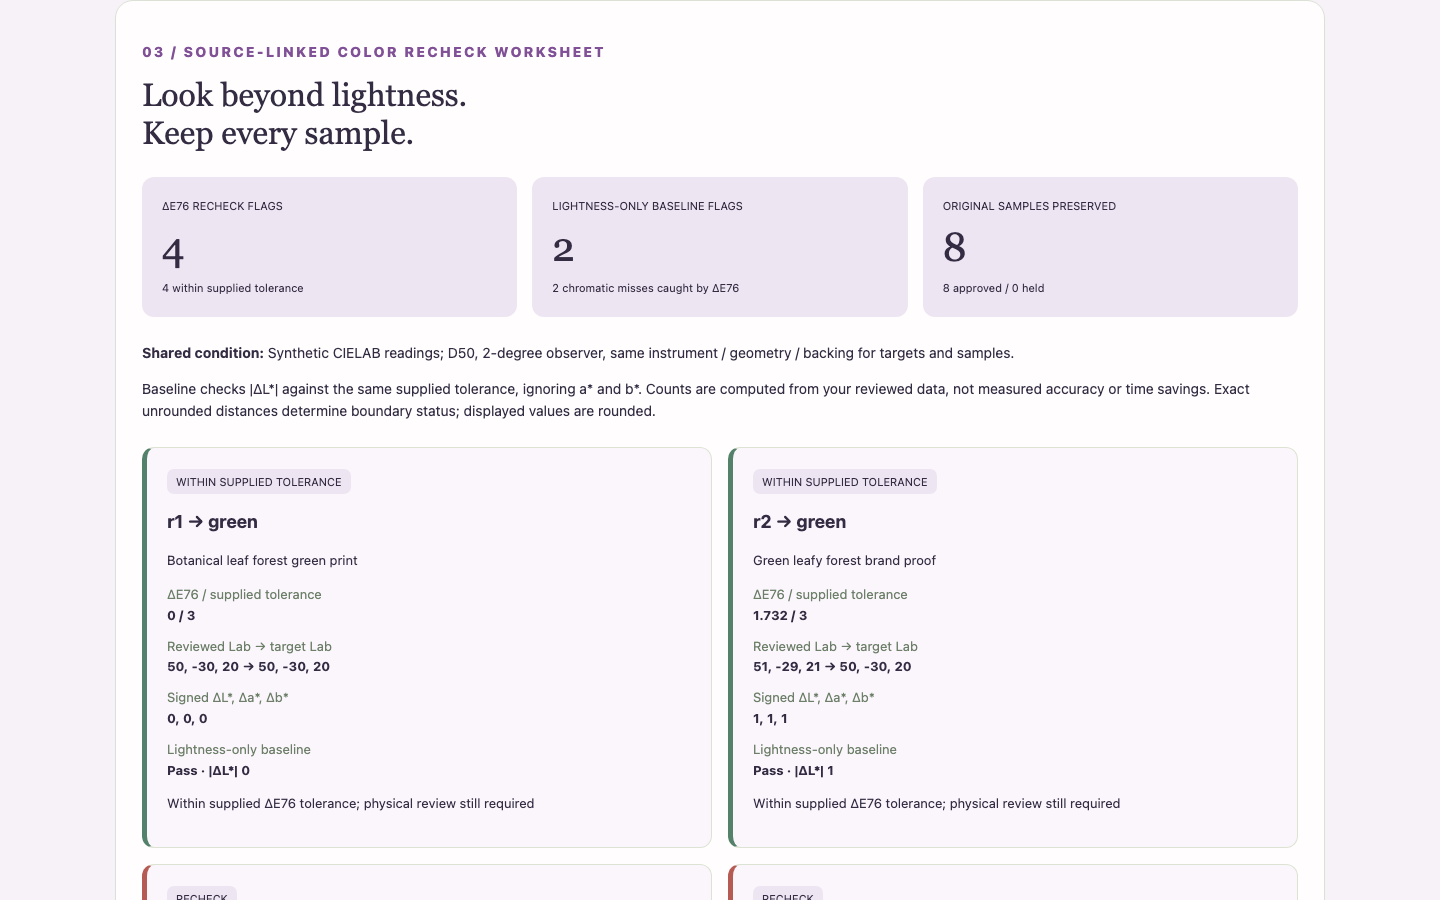 03 / SOURCE-LINKED COLOR RECHECK WORKSHEET
Look beyond lightness.
Keep every sample.
ΔE76 RECHECK FLAGS
4
4 within supplied tolerance
LIGHTNESS-ONLY BASELINE FLAGS
2
2 chromatic misses caught by ΔE76
ORIGINAL SAMPLES PRESERVED
8
8 approved / 0 held
Shared condition: Synthetic CIELAB readings; D50, 2-degree observer, same instrument / geometry / backing for targets and samples.
Baseline checks |ΔL*| against the same supplied tolerance, ignoring a* and b*. Counts are computed from your reviewed data, not measured accuracy or time savings. Exact
unrounded distances determine boundary status; displayed values are rounded.
WITHIN SUPPLIED TOLERANCE
r1 → green
Botanical leaf forest green print
ΔE76 / supplied tolerance
0 / 3
Reviewed Lab → target Lab
50, -30, 20 → 50, -30, 20
Signed ΔL*, Δa*, Δb*
0, 0, 0
Lightness-only baseline
Pass · |ΔL*| 0
Within supplied ΔE76 tolerance; physical review still required
WITHIN SUPPLIED TOLERANCE
r2 → green
Green leafy forest brand proof
ΔE76 / supplied tolerance
1.732 / 3
Reviewed Lab → target Lab
51, -29, 21 → 50, -30, 20
Signed ΔL*, Δa*, Δb*
1, 1, 1
Lightness-only baseline
Pass · |ΔL*| 1
Within supplied ΔE76 tolerance; physical review still required
RECHECK
RECHECK